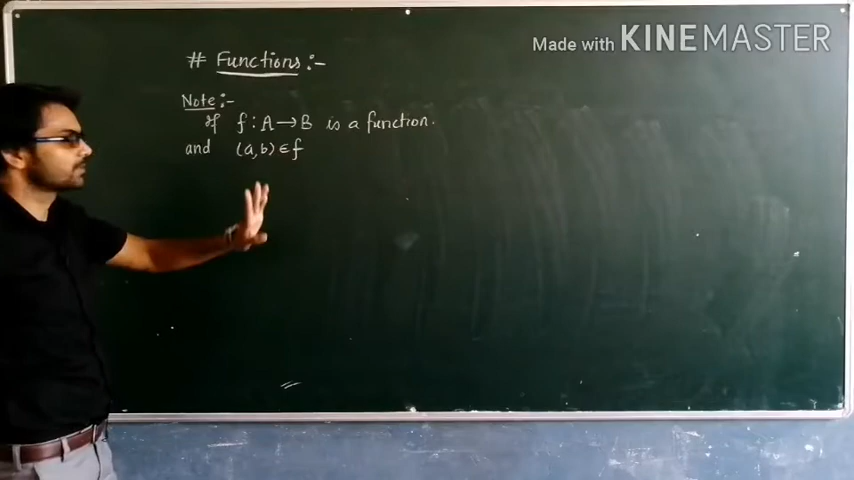 Made with KINEMASTER
# Functions :-
Note :-
If f : A → B is a function.
and (a, b) ∈ f